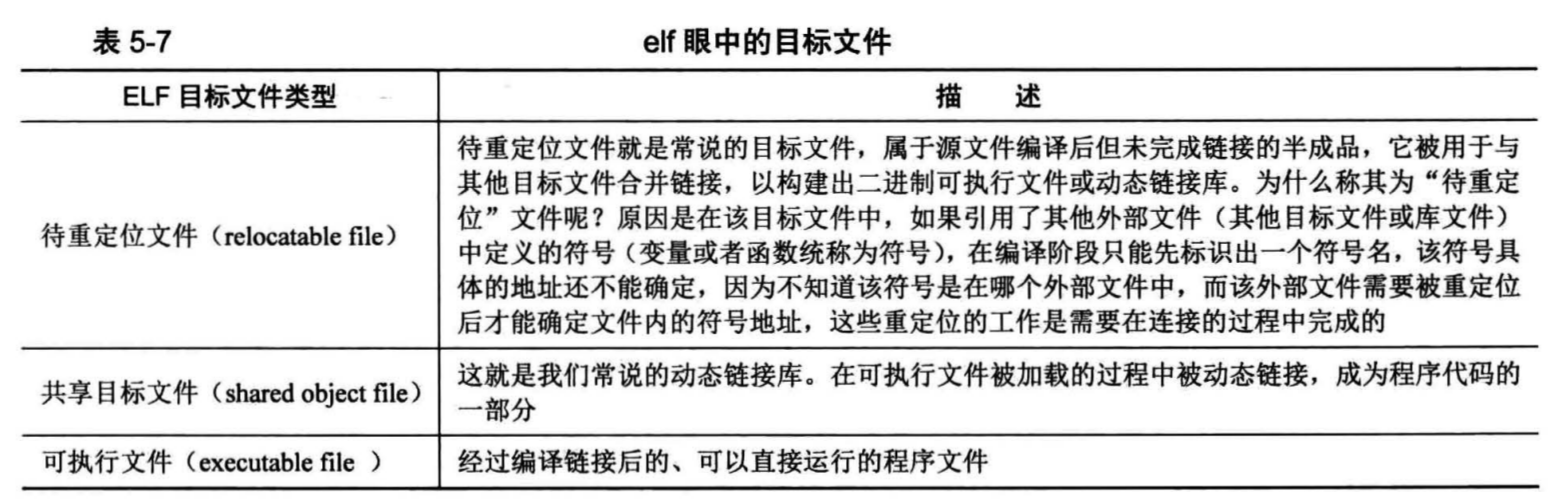 表 5-7 elf 眼中的目标文件
ELF 目标文件类型 描 述
待重定位文件（relocatable file）
待重定位文件就是常说的目标文件，属于源文件编译后但未完成链接的半成品，它被用于与
其他目标文件合并链接，以构建出二进制可执行文件或动态链接库。为什么称其为“待重定
位”文件呢？原因是在该目标文件中，如果引用了其他外部文件（其他目标文件或库文件）
中定义的符号（变量或者函数统称为符号），在编译阶段只能先标识出一个符号名，该符号具
体的地址还不能确定，因为不知道该符号是在哪个外部文件中，而该外部文件需要被重定位
后才能确定文件内的符号地址，这些重定位的工作是需要在连接的过程中完成的
共享目标文件（shared object file）
这就是我们常说的动态链接库。在可执行文件被加载的过程中被动态链接，成为程序代码的
一部分
可执行文件（executable file ）
经过编译链接后的、可以直接运行的程序文件